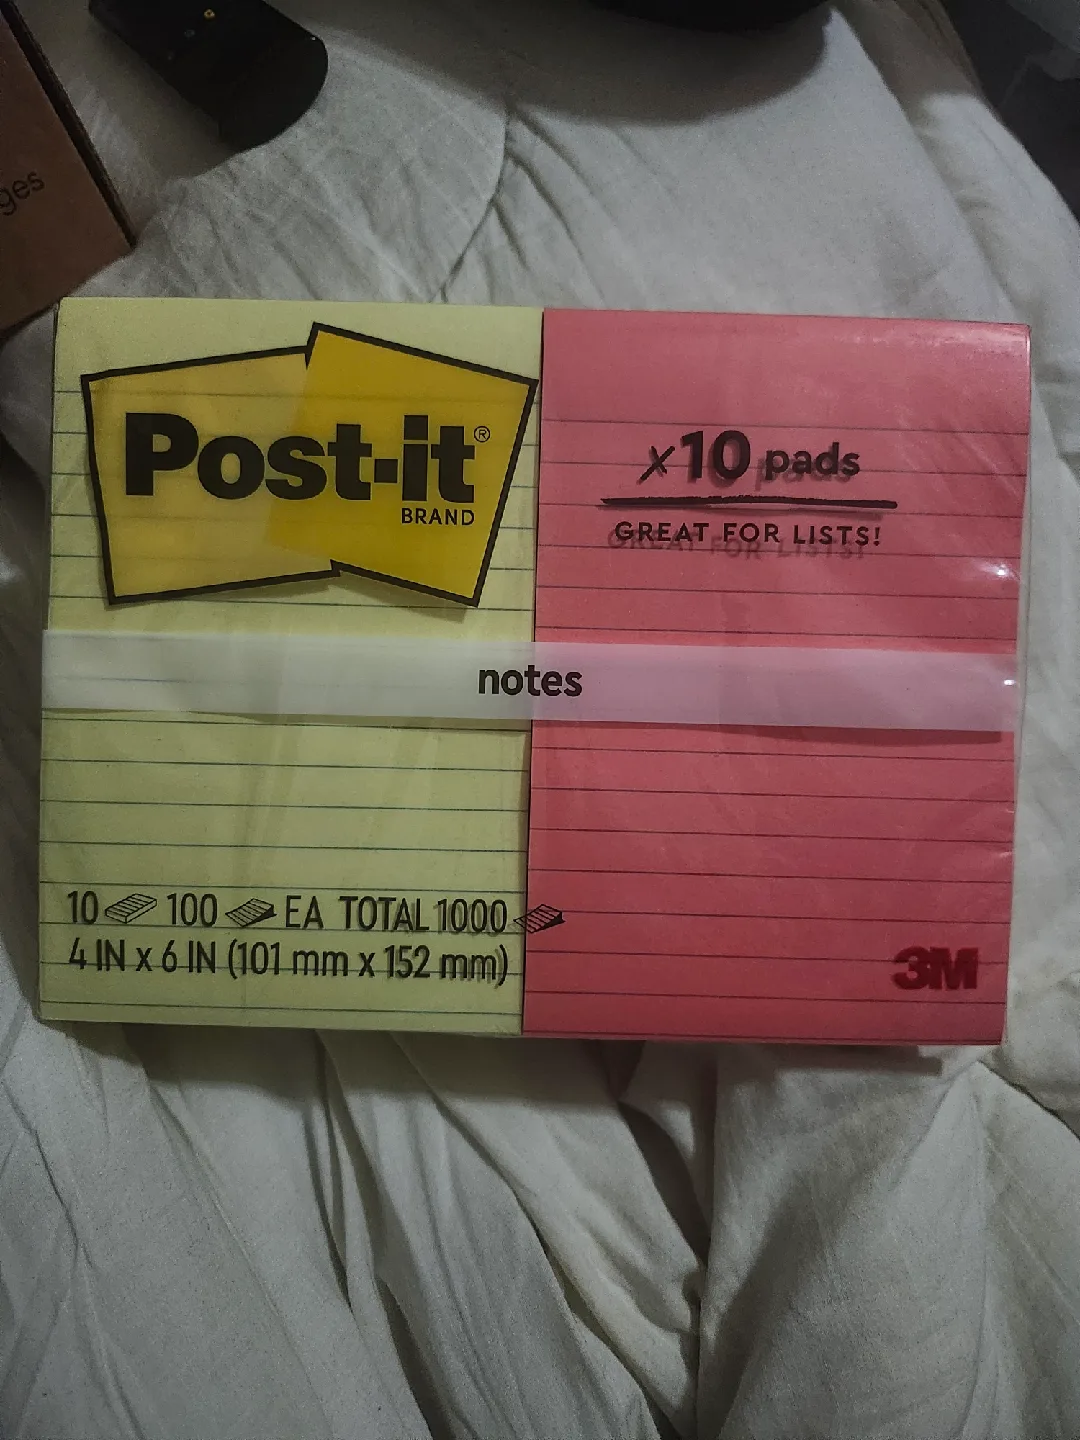 Post-it®
BRAND
x10 pads
GREAT FOR LISTS!
notes
10 100 EA TOTAL 1000
4 IN x 6 IN (101 mm x 152 mm)
3M